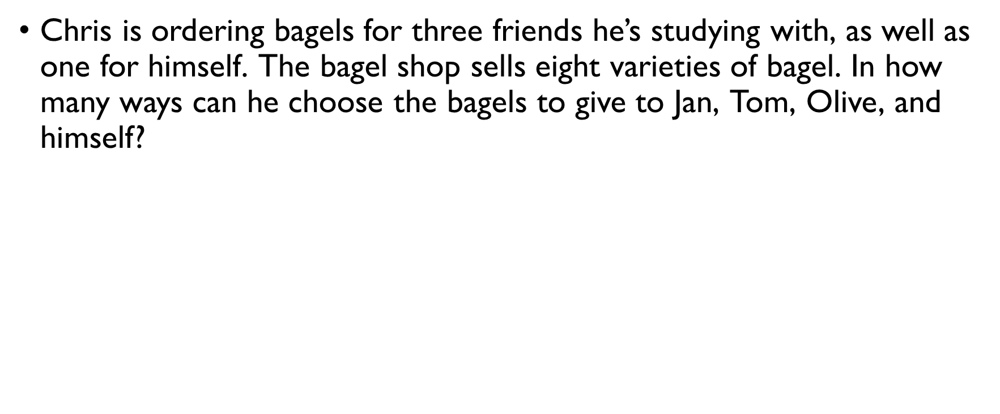 • Chris is ordering bagels for three friends he’s studying with, as well as
one for himself. The bagel shop sells eight varieties of bagel. In how
many ways can he choose the bagels to give to Jan, Tom, Olive, and
himself?